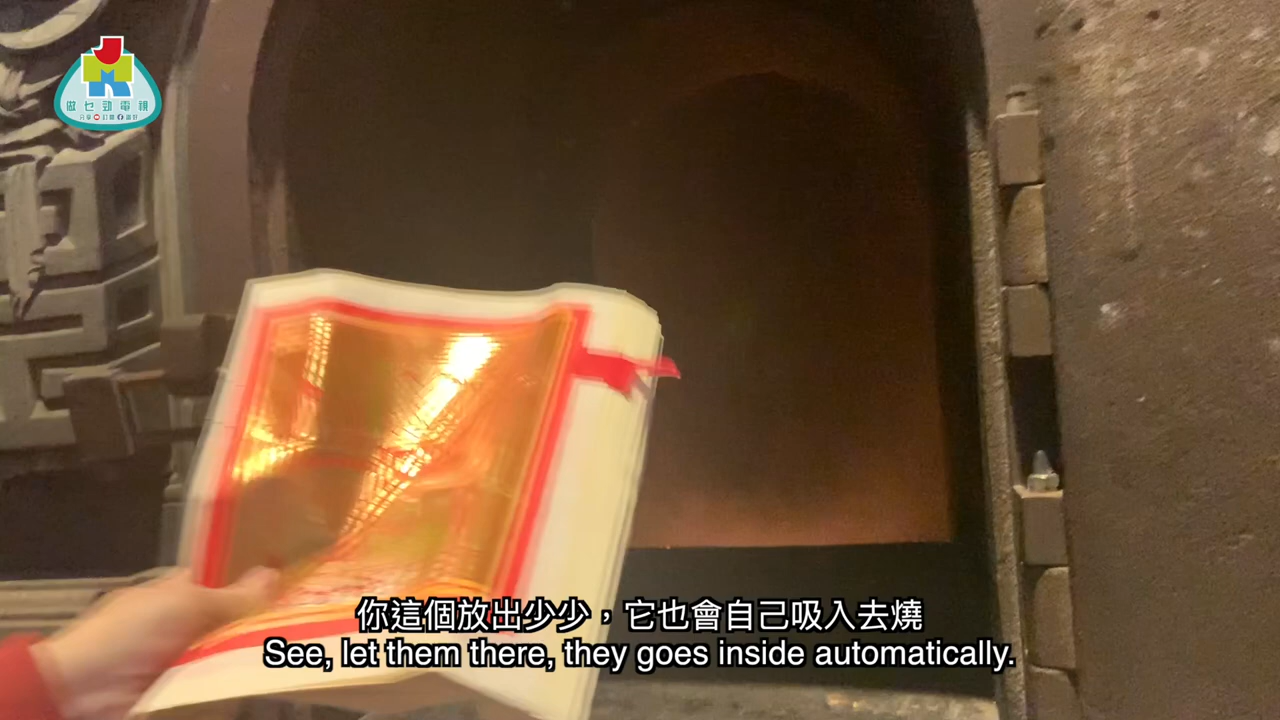 做乜勁電視
你這個放出少少，它也會自己吸入去燒
See, let them there, they goes inside automatically.